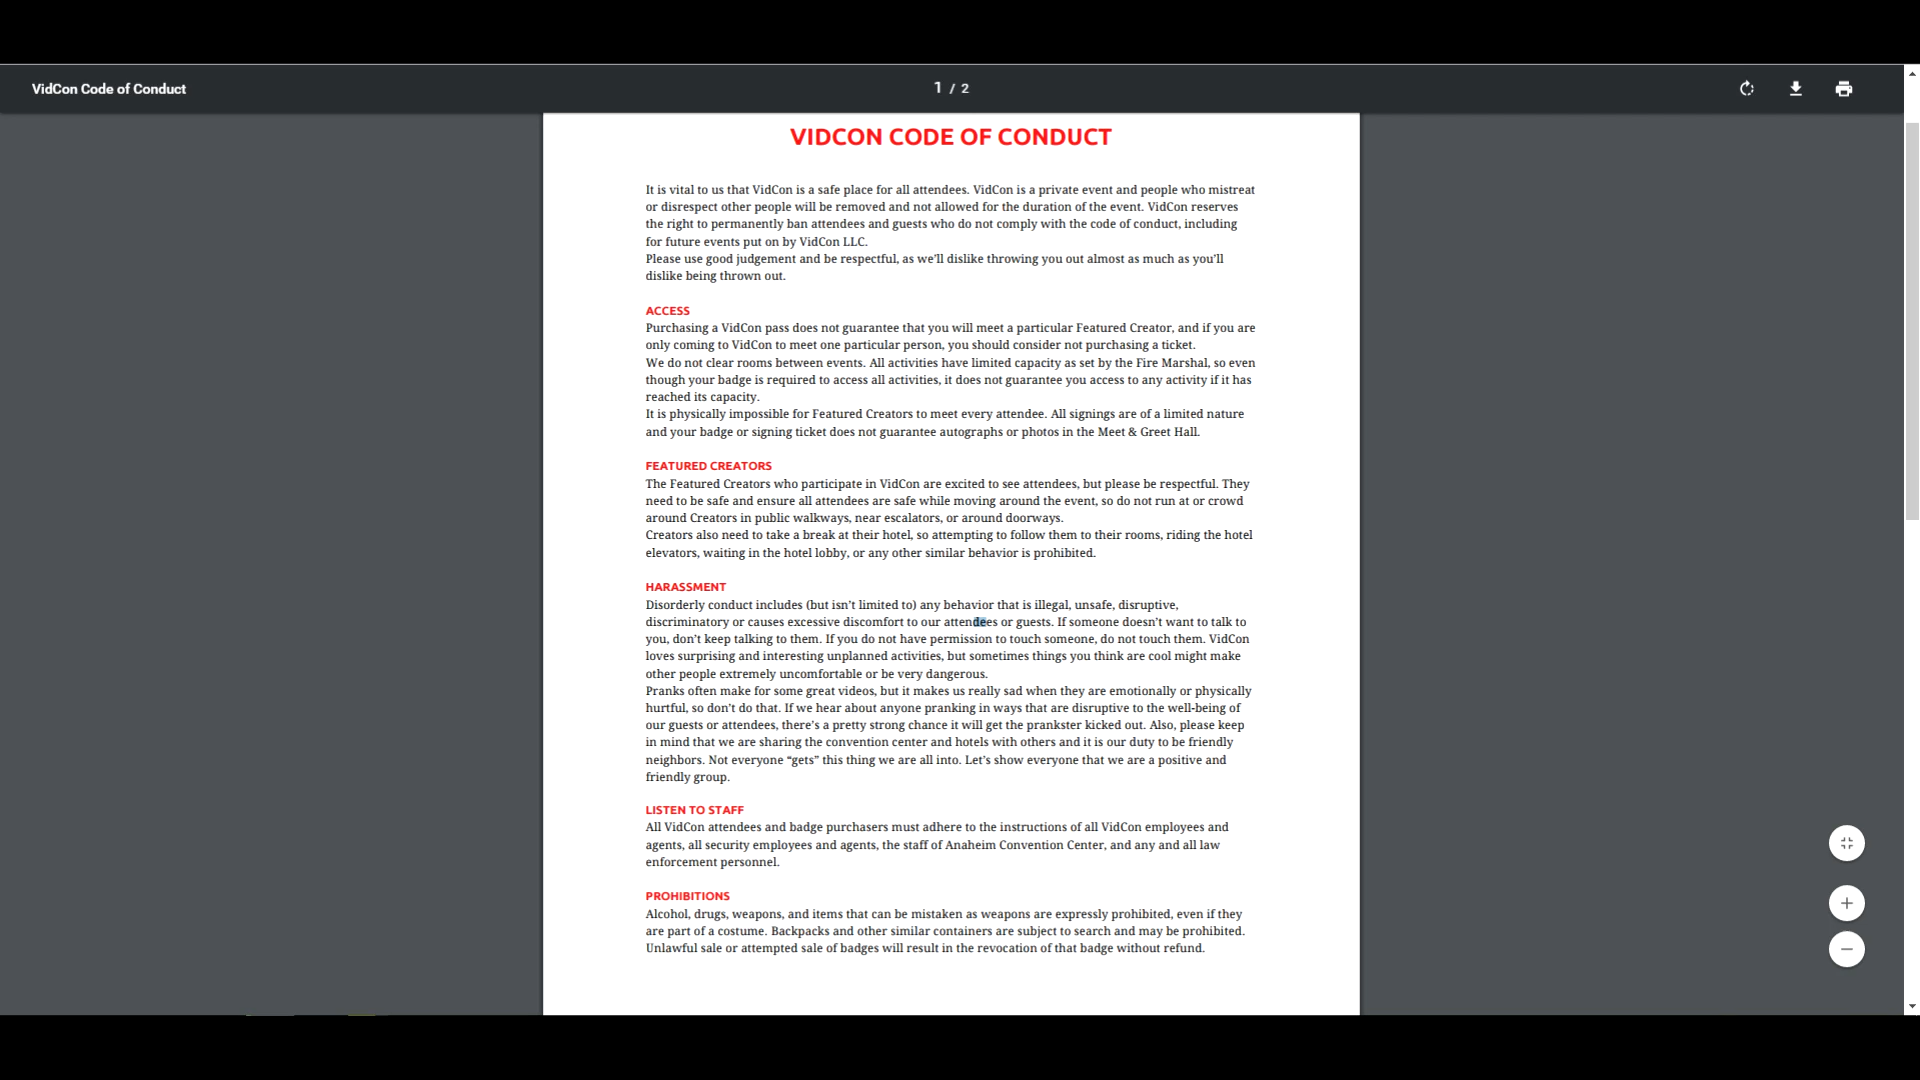 VidCon Code of Conduct
1 / 2
VIDCON CODE OF CONDUCT
It is vital to us that VidCon is a safe place for all attendees. VidCon is a private event and people who mistreat
or disrespect other people will be removed and not allowed for the duration of the event. VidCon reserves
the right to permanently ban attendees and guests who do not comply with the code of conduct, including
for future events put on by VidCon LLC.
Please use good judgement and be respectful, as we'll dislike throwing you out almost as much as you'll
dislike being thrown out.
ACCESS
Purchasing a VidCon pass does not guarantee that you will meet a particular Featured Creator, and if you are
only coming to VidCon to meet one particular person, you should consider not purchasing a ticket.
We do not clear rooms between events. All activities have limited capacity as set by the Fire Marshal, so even
though your badge is required to access all activities, it does not guarantee you access to any activity if it has
reached its capacity.
It is physically impossible for Featured Creators to meet every attendee. All signings are of a limited nature
and your badge or signing ticket does not guarantee autographs or photos in the Meet & Greet Hall.
FEATURED CREATORS
The Featured Creators who participate in VidCon are excited to see attendees, but please be respectful. They
need to be safe and ensure all attendees are safe while moving around the event, so do not run at or crowd
around Creators in public walkways, near escalators, or around doorways.
Creators also need to take a break at their hotel, so attempting to follow them to their rooms, riding the hotel
elevators, waiting in the hotel lobby, or any other similar behavior is prohibited.
HARASSMENT
Disorderly conduct includes (but isn't limited to) any behavior that is illegal, unsafe, disruptive,
discriminatory or causes excessive discomfort to our attendees or guests. If someone doesn't want to talk to
you, don't keep talking to them. If you do not have permission to touch someone, do not touch them. VidCon
loves surprising and interesting unplanned activities, but sometimes things you think are cool might make
other people extremely uncomfortable or be very dangerous.
Pranks often make for some great videos, but it makes us really sad when they are emotionally or physically
hurtful, so don't do that. If we hear about anyone pranking in ways that are disruptive to the well-being of
our guests or attendees, there's a pretty strong chance it will get the prankster kicked out. Also, please keep
in mind that we are sharing the convention center and hotels with others and it is our duty to be friendly
neighbors. Not everyone “gets” this thing we are all into. Let's show everyone that we are a positive and
friendly group.
LISTEN TO STAFF
All VidCon attendees and badge purchasers must adhere to the instructions of all VidCon employees and
agents, all security employees and agents, the staff of Anaheim Convention Center, and any and all law
enforcement personnel.
PROHIBITIONS
Alcohol, drugs, weapons, and items that can be mistaken as weapons are expressly prohibited, even if they
are part of a costume. Backpacks and other similar containers are subject to search and may be prohibited.
Unlawful sale or attempted sale of badges will result in the revocation of that badge without refund.